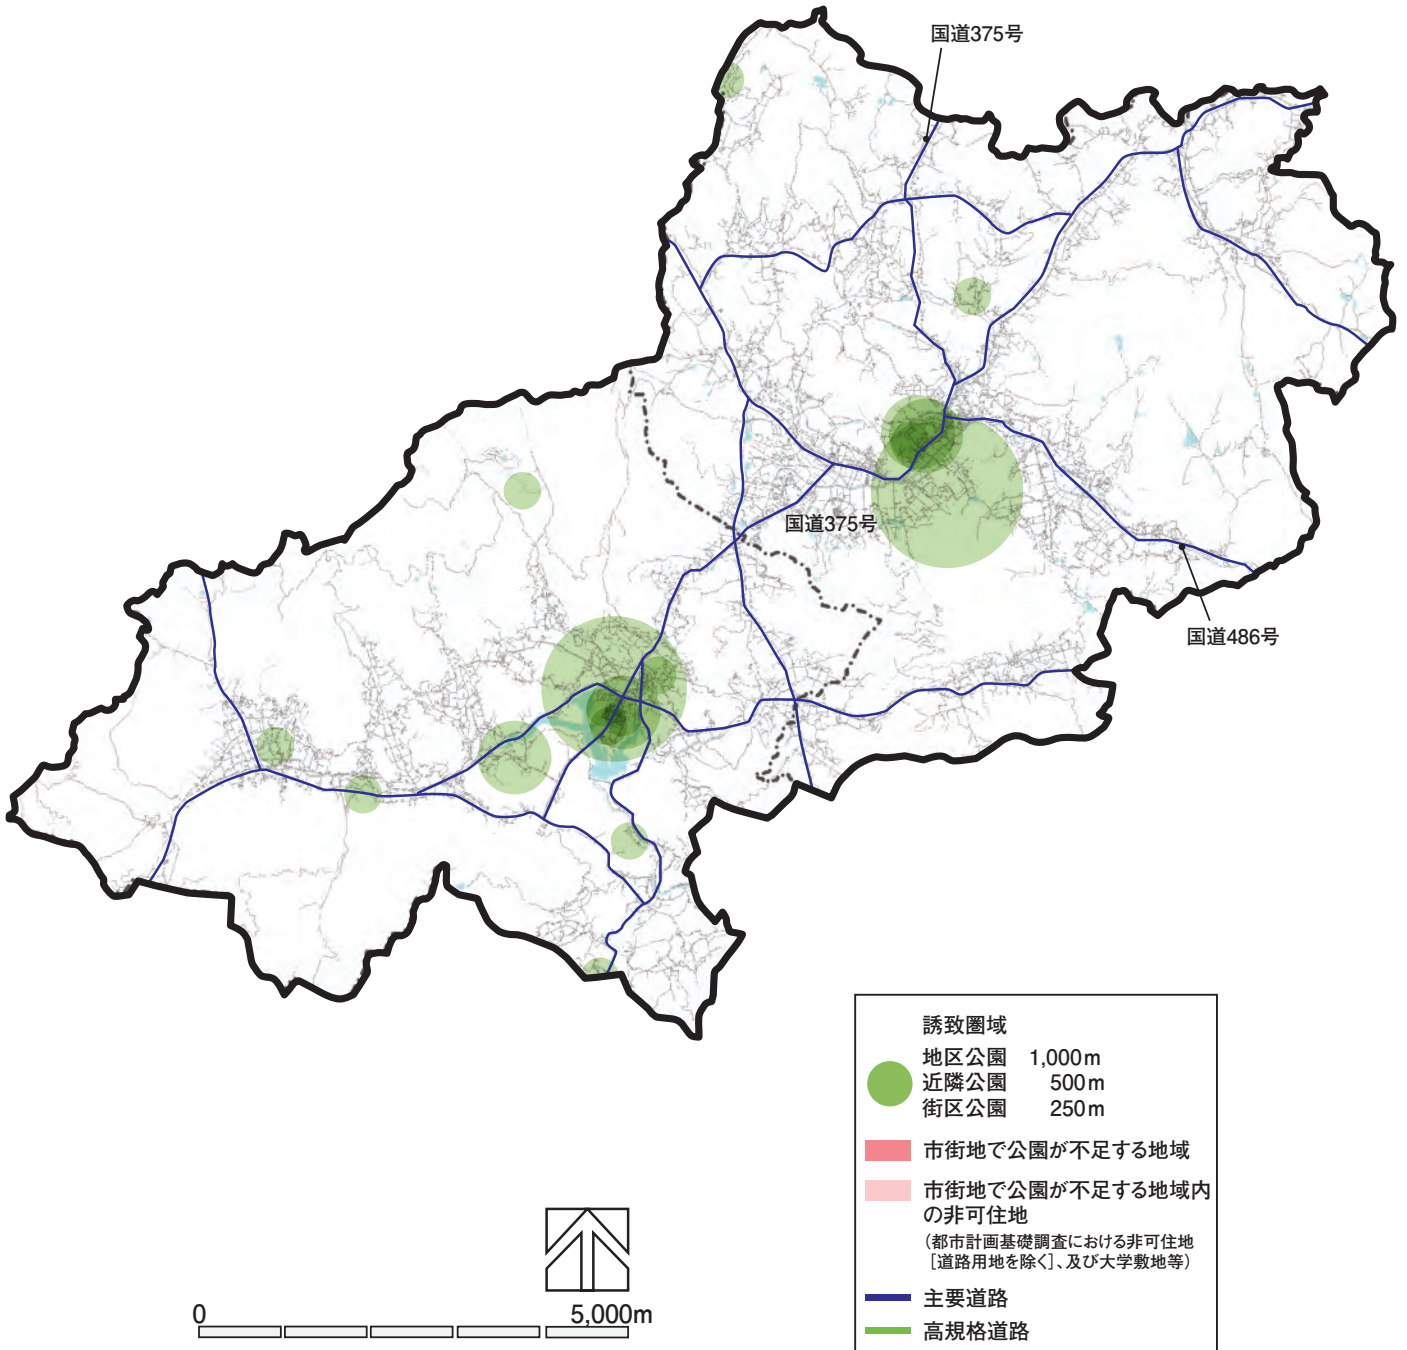 国道375号
国道375号
国道486号
誘致圏域
地区公園 1,000m
近隣公園 500m
街区公園 250m
市街地で公園が不足する地域
市街地で公園が不足する地域内
の非可住地
(都市計画基礎調査における非可住地
[道路用地を除く]、及び大学敷地等)
主要道路
高規格道路
0 5,000m